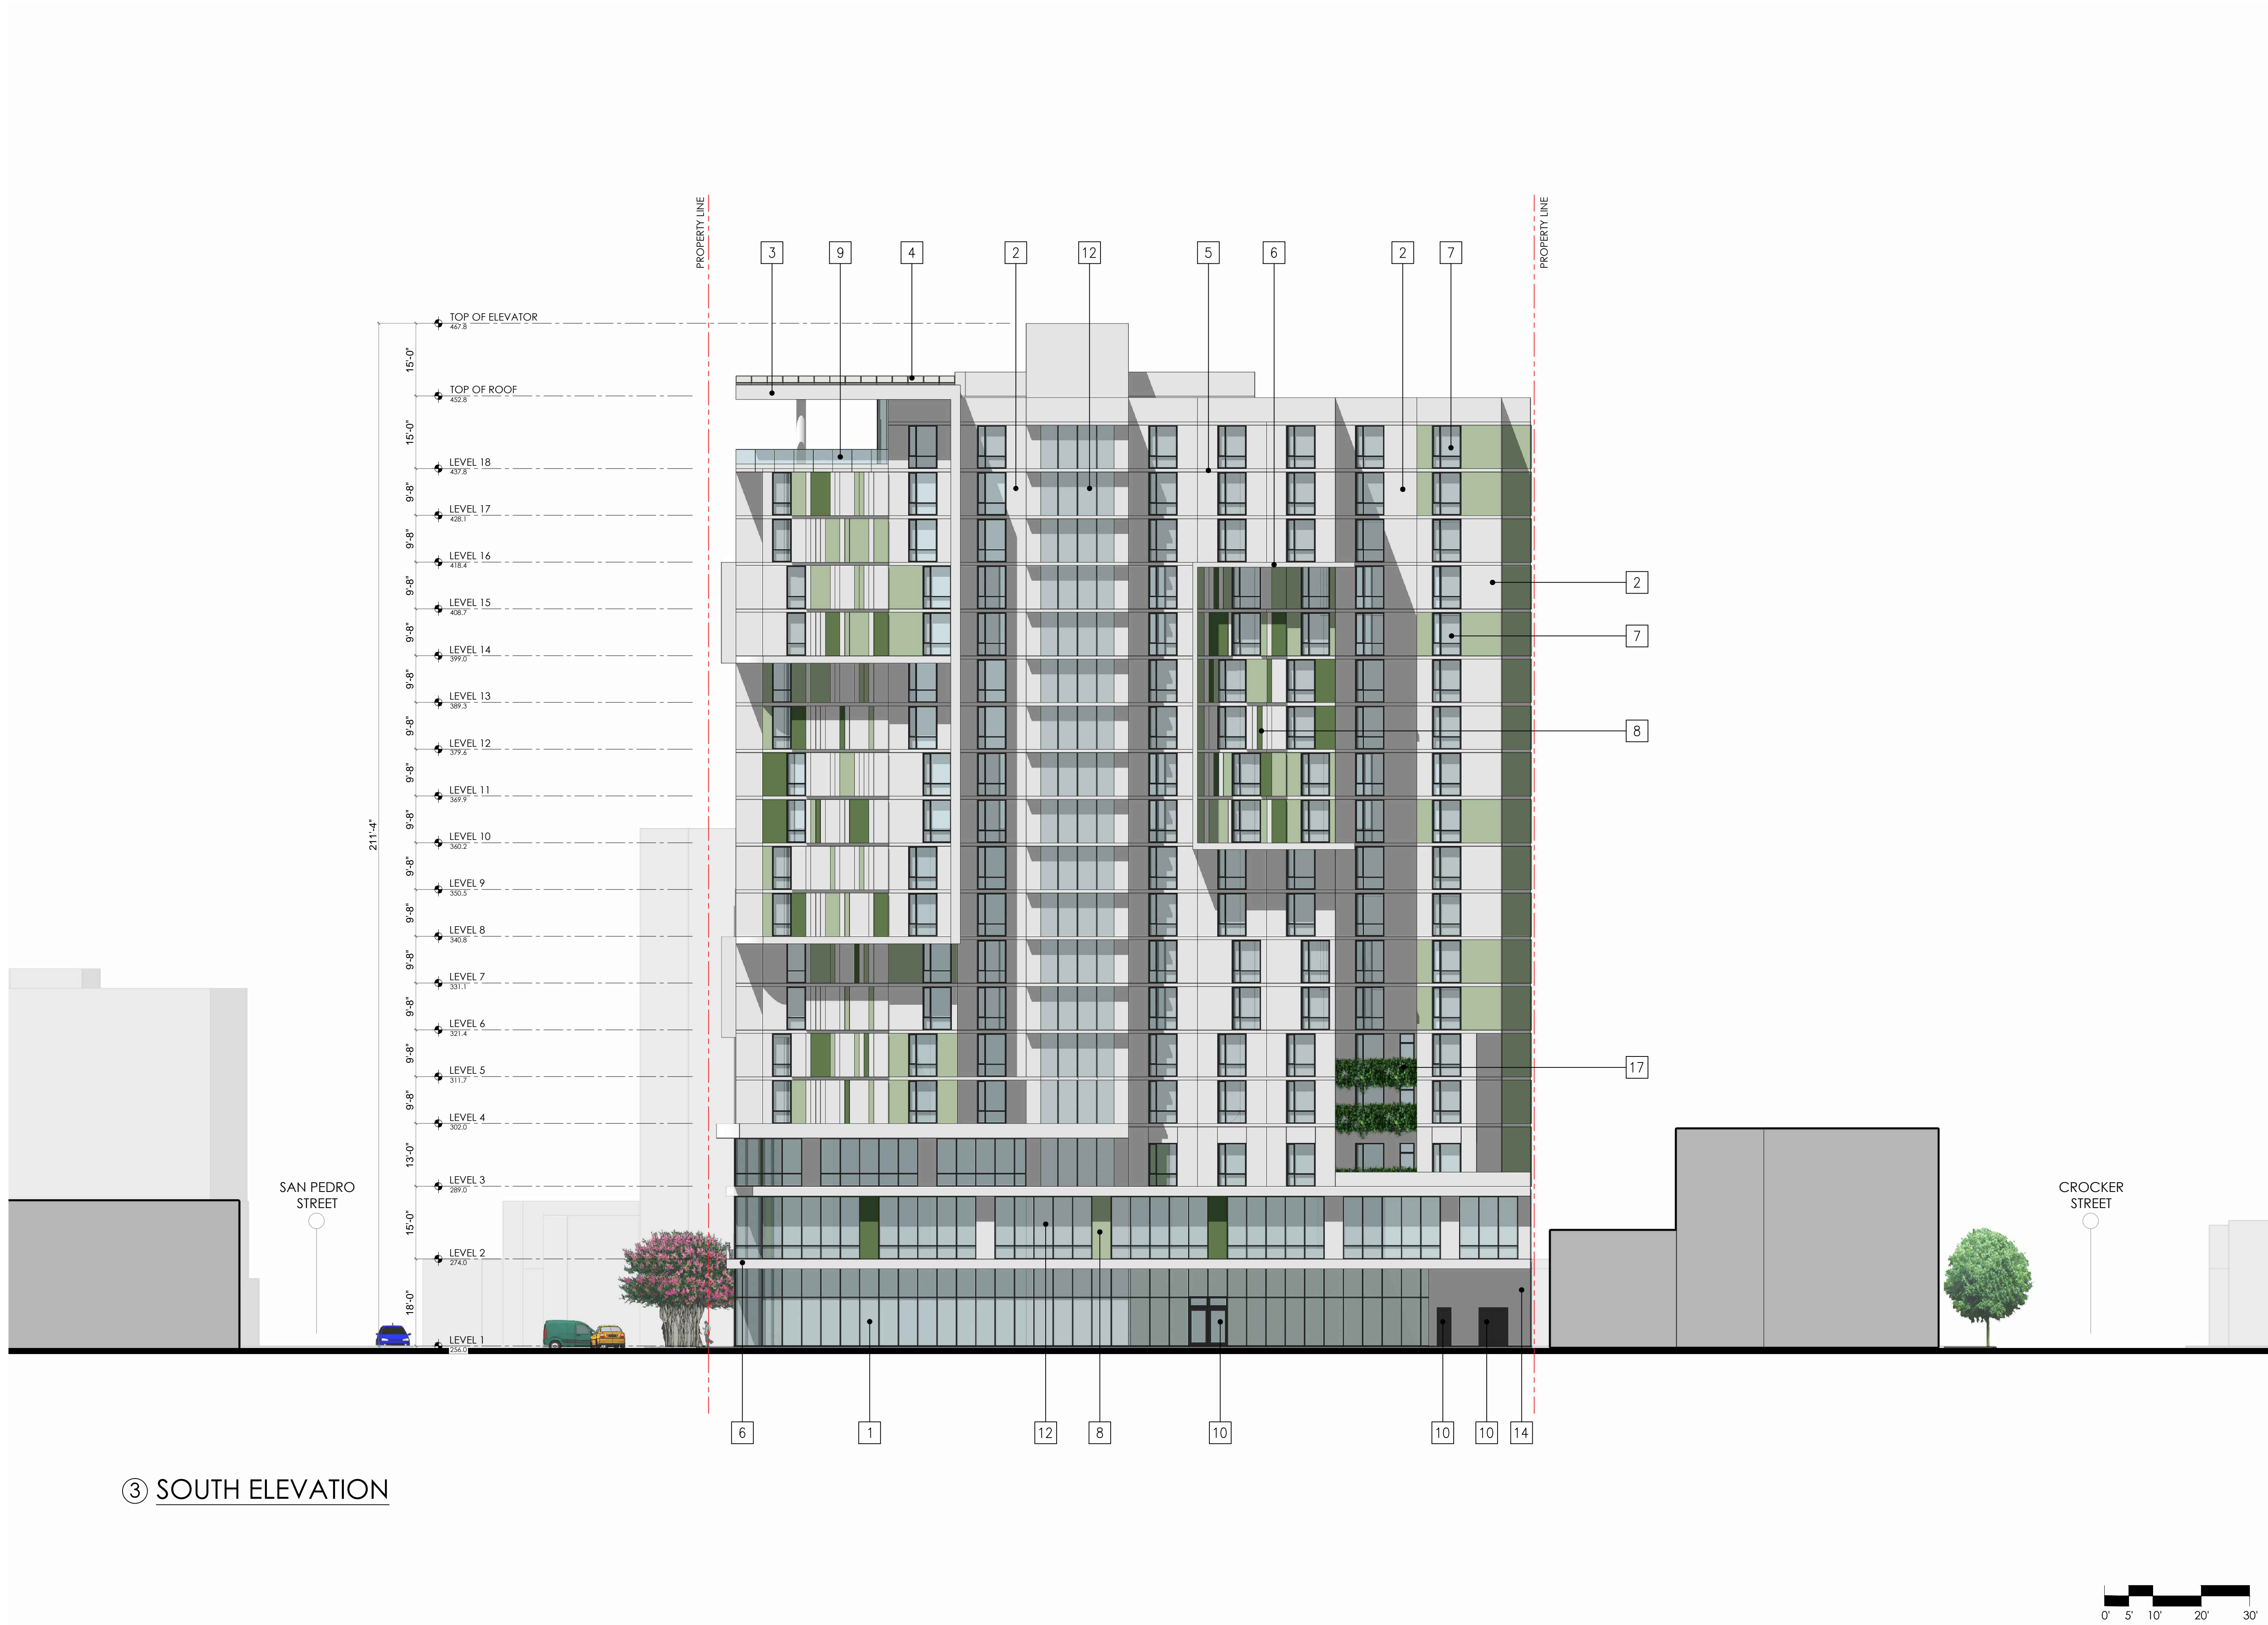 PROPERTY LINE
PROPERTY LINE
3
9
4
2
12
5
6
2
7
TOP OF ELEVATOR
467.8
15'-0"
TOP OF ROOF
452.8
15'-0"
LEVEL 18
437.8
9'-8"
LEVEL 17
428.1
9'-8"
LEVEL 16
418.4
9'-8"
2
LEVEL 15
408.7
9'-8"
7
LEVEL 14
399.0
9'-8"
LEVEL 13
389.3
9'-8"
8
LEVEL 12
379.6
9'-8"
LEVEL 11
369.9
9'-8"
211'-4"
LEVEL 10
360.2
9'-8"
LEVEL 9
350.5
9'-8"
LEVEL 8
340.8
9'-8"
LEVEL 7
331.1
9'-8"
LEVEL 6
321.4
9'-8"
17
LEVEL 5
311.7
9'-8"
LEVEL 4
302.0
13'-0"
LEVEL 3
289.0
SAN PEDRO
STREET
CROCKER
STREET
15'-0"
LEVEL 2
274.0
18'-0"
LEVEL 1
256.0
6
1
12
8
10
10
10
14
3 SOUTH ELEVATION
0' 5' 10' 20' 30'